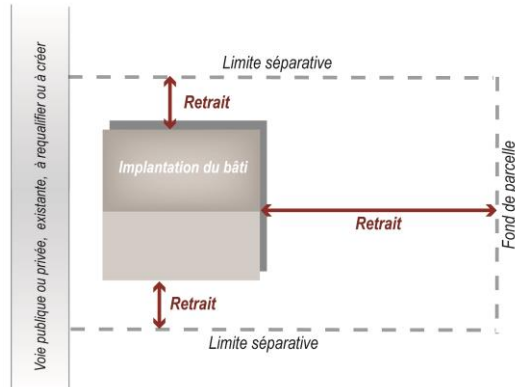 Voie publique ou privée, existante, à requalifier ou à créer
Limite séparative
Retrait
Implantation du bâti
Retrait
Fond de parcelle
Retrait
Limite séparative